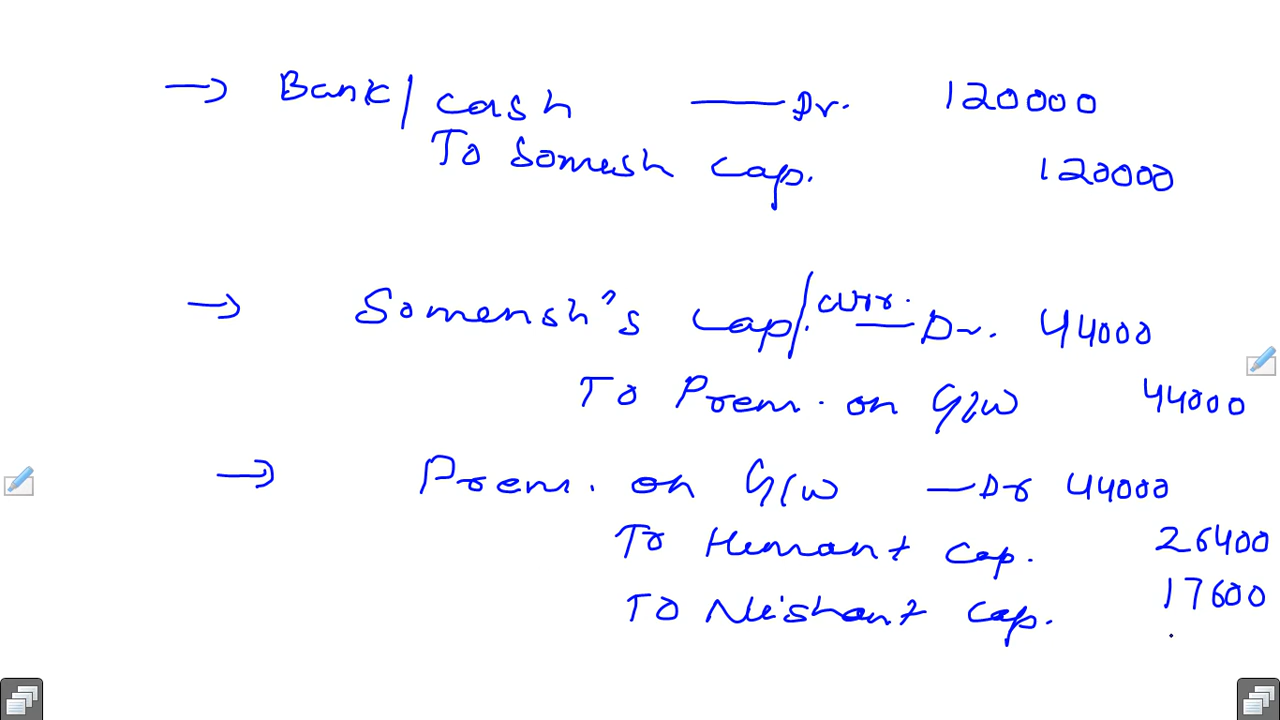 → Bank/cash —— Dr. 120000
To Somesh cap. 120000
→ Somensh's cap./curr. — Dr. 44000
To Prem. on G/w 44000
→ Prem. on G/w — Dr 44000
To Hemant cap. 26400
To Nishant cap. 17600